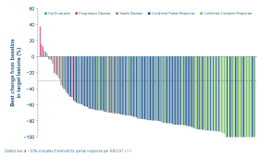 Not Evaluable
Progressive Disease
Stable Disease
Confirmed Partial Response
Confirmed Complete Response
Best change from baseline
in target lesions (%)
60
40
20
0
−20
−40
−60
−80
−100
Dotted line at −30% indicates threshold for partial response per RECIST v1.1